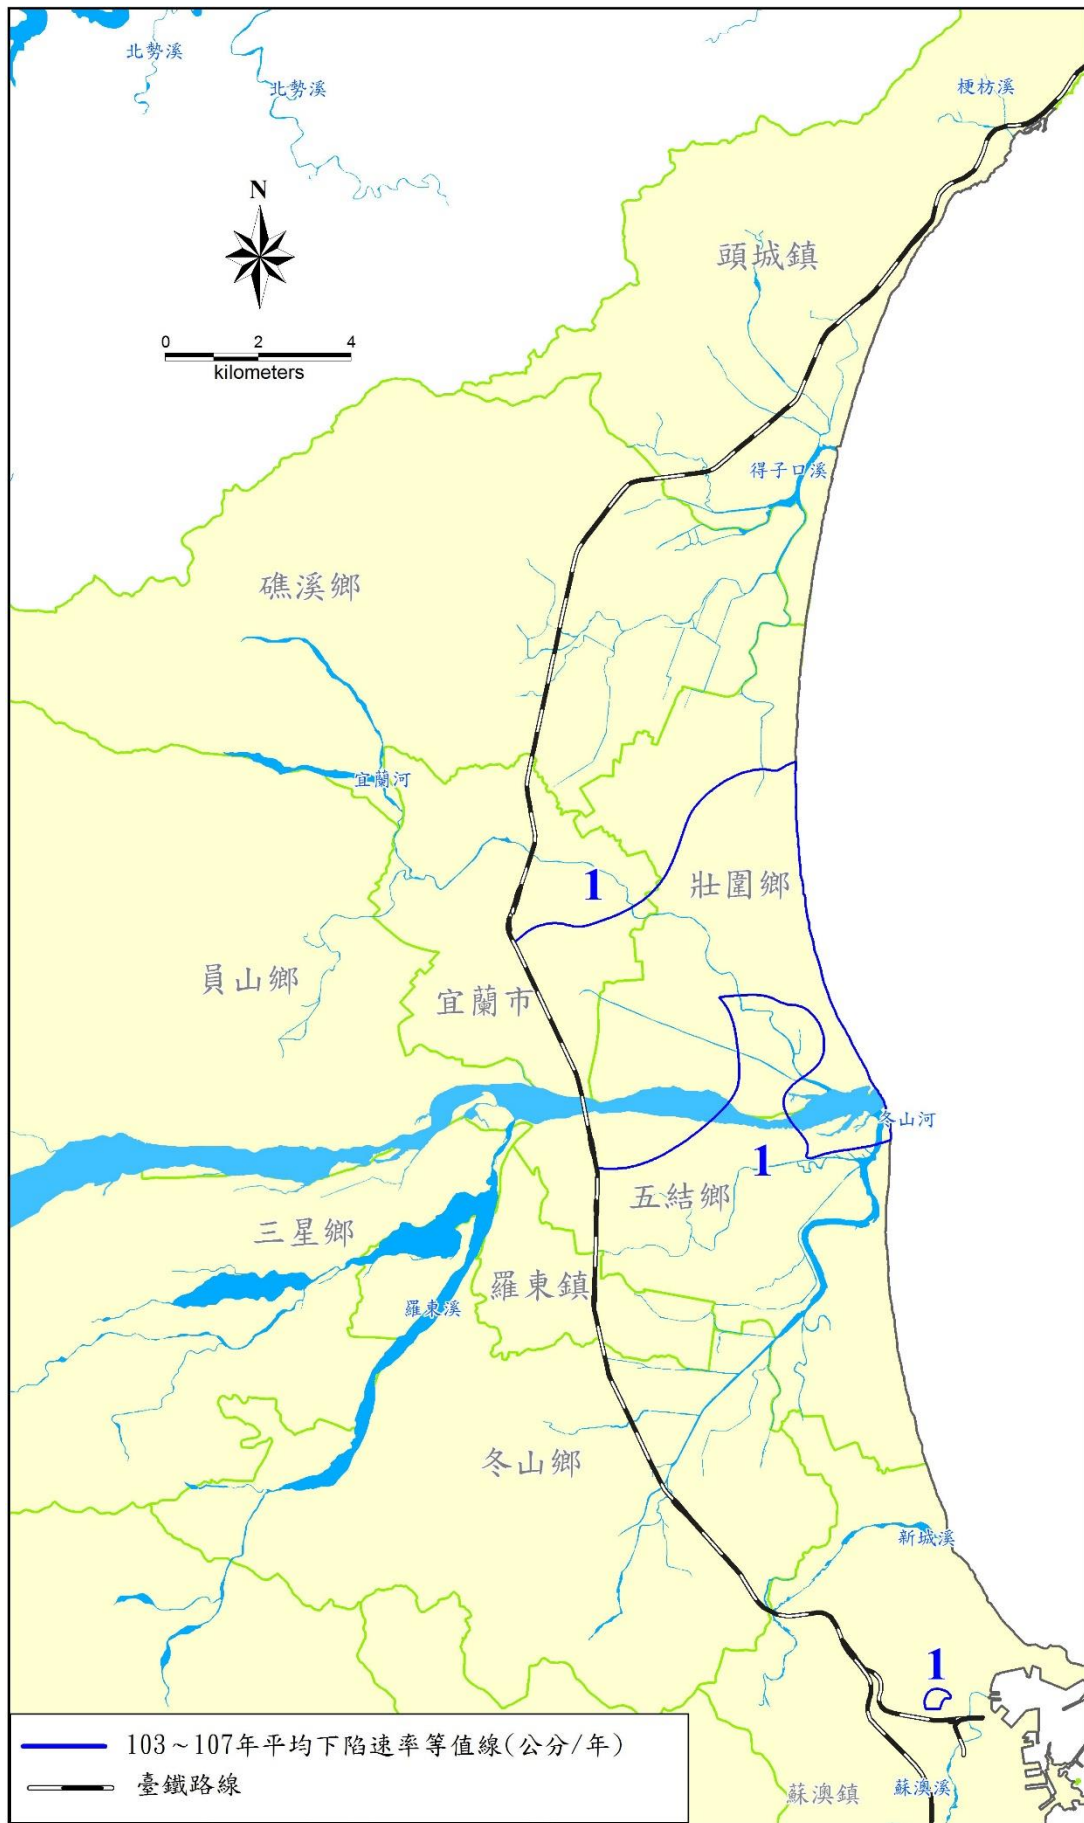 北勢溪
北勢溪
梗枋溪
N
頭城鎮
0 2 4
kilometers
得子口溪
礁溪鄉
宜蘭河
1
壯圍鄉
員山鄉
宜蘭市
冬山河
1
五結鄉
三星鄉
羅東鎮
羅東溪
冬山鄉
新城溪
1
103~107年平均下陷速率等值線(公分/年)
臺鐵路線
蘇澳鎮
蘇澳溪